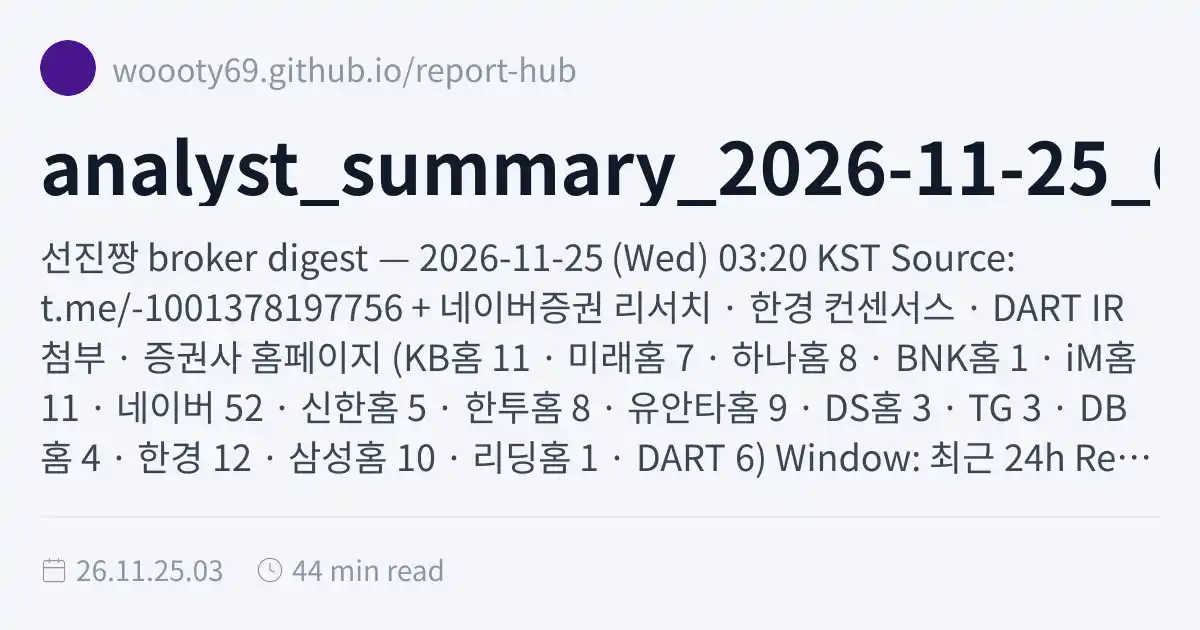 woooty69.github.io/report-hub
analyst_summary_2026-11-25_
선진짱 broker digest — 2026-11-25 (Wed) 03:20 KST Source:
t.me/-1001378197756 + 네이버증권 리서치 · 한경 컨센서스 · DART IR
첨부 · 증권사 홈페이지 (KB홈 11 · 미래홈 7 · 하나홈 8 · BNK홈 1 · iM홈
11 · 네이버 52 · 신한홈 5 · 한투홈 8 · 유안타홈 9 · DS홈 3 · TG 3 · DB
홈 4 · 한경 12 · 삼성홈 10 · 리딩홈 1 · DART 6) Window: 최근 24h Re…
26.11.25.03
44 min read